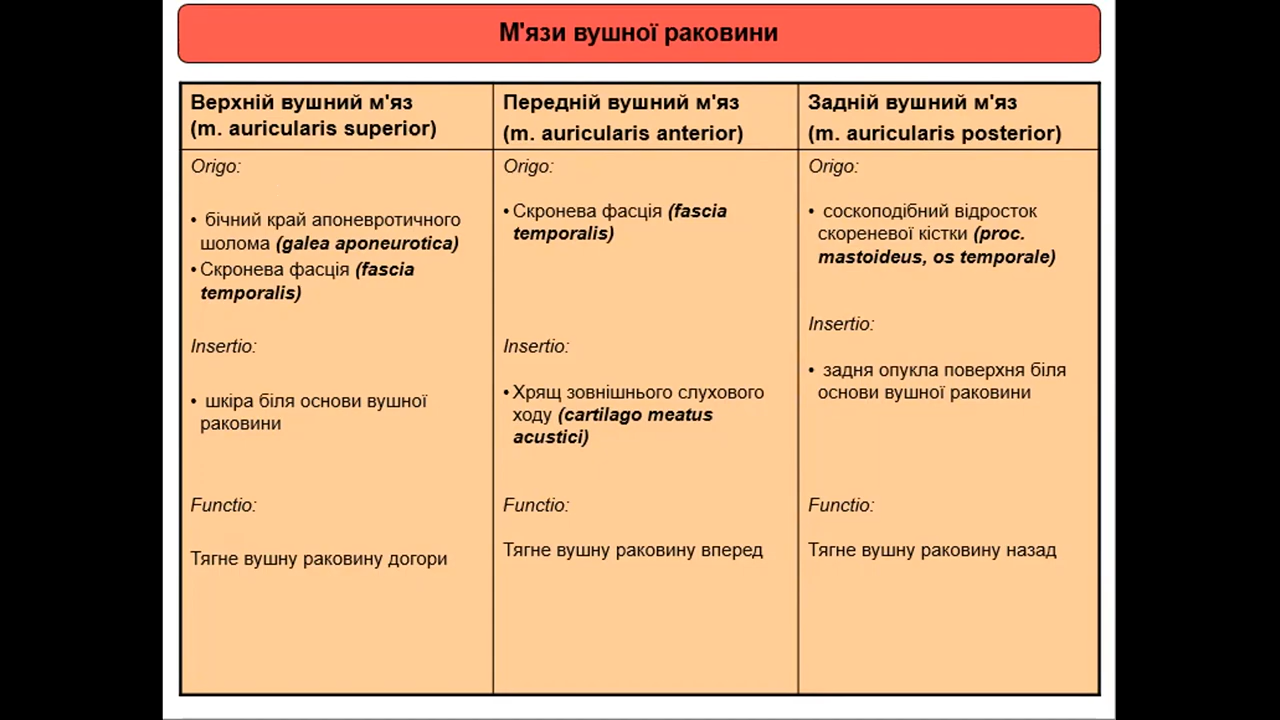 М'язи вушної раковини
Верхній вушний м'яз
(m. auricularis superior)
Origo:
• бічний край апоневротичного
шолома (galea aponeurotica)
• Скронева фасція (fascia
temporalis)
Insertio:
• шкіра біля основи вушної
раковини
Functio:
Тягне вушну раковину догори
Передній вушний м'яз
(m. auricularis anterior)
Origo:
• Скронева фасція (fascia
temporalis)
Insertio:
• Хрящ зовнішнього слухового
ходу (cartilago meatus
acustici)
Functio:
Тягне вушну раковину вперед
Задній вушний м'яз
(m. auricularis posterior)
Origo:
• соскоподібний відросток
скореневої кістки (proc.
mastoideus, os temporale)
Insertio:
• задня опукла поверхня біля
основи вушної раковини
Functio:
Тягне вушну раковину назад